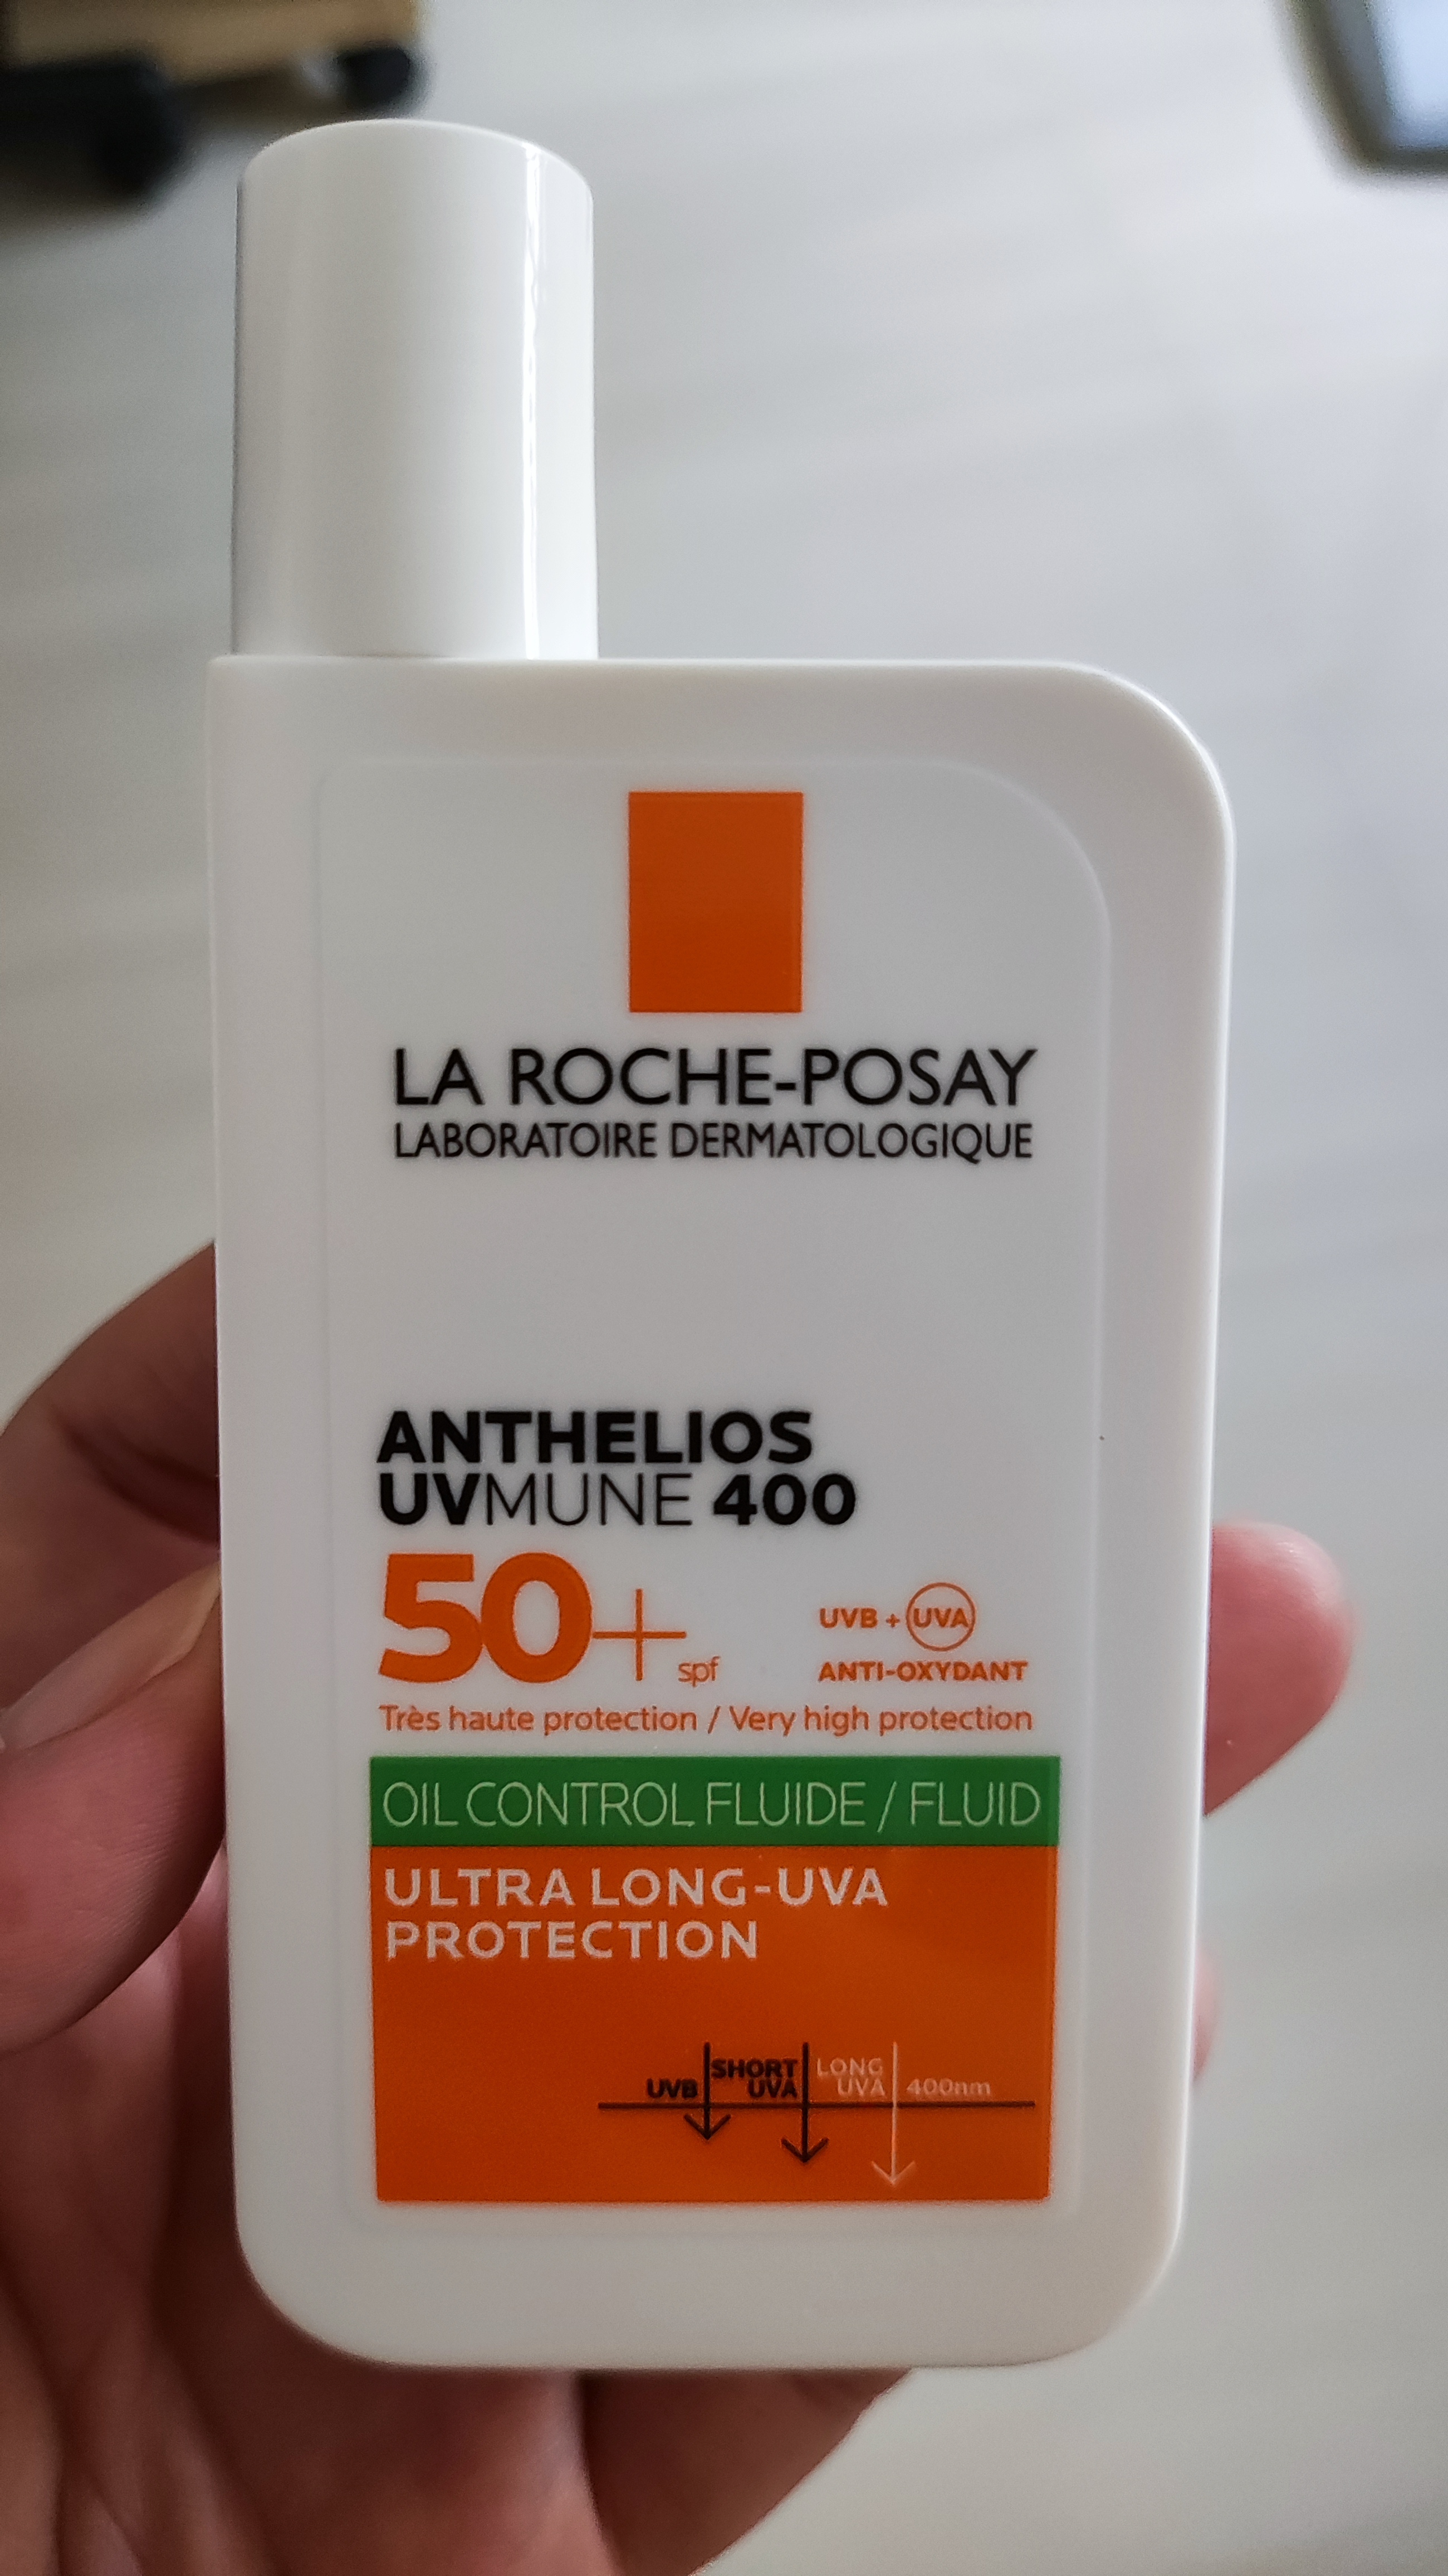 LA ROCHE-POSAY
LABORATOIRE DERMATOLOGIQUE
ANTHELIOS
UVMUNE 400
50+ spf
UVB + UVA
ANTI-OXYDANT
Très haute protection / Very high protection
OIL CONTROL FLUIDE / FLUID
ULTRA LONG-UVA
PROTECTION
UVB SHORT UVA LONG UVA 400nm